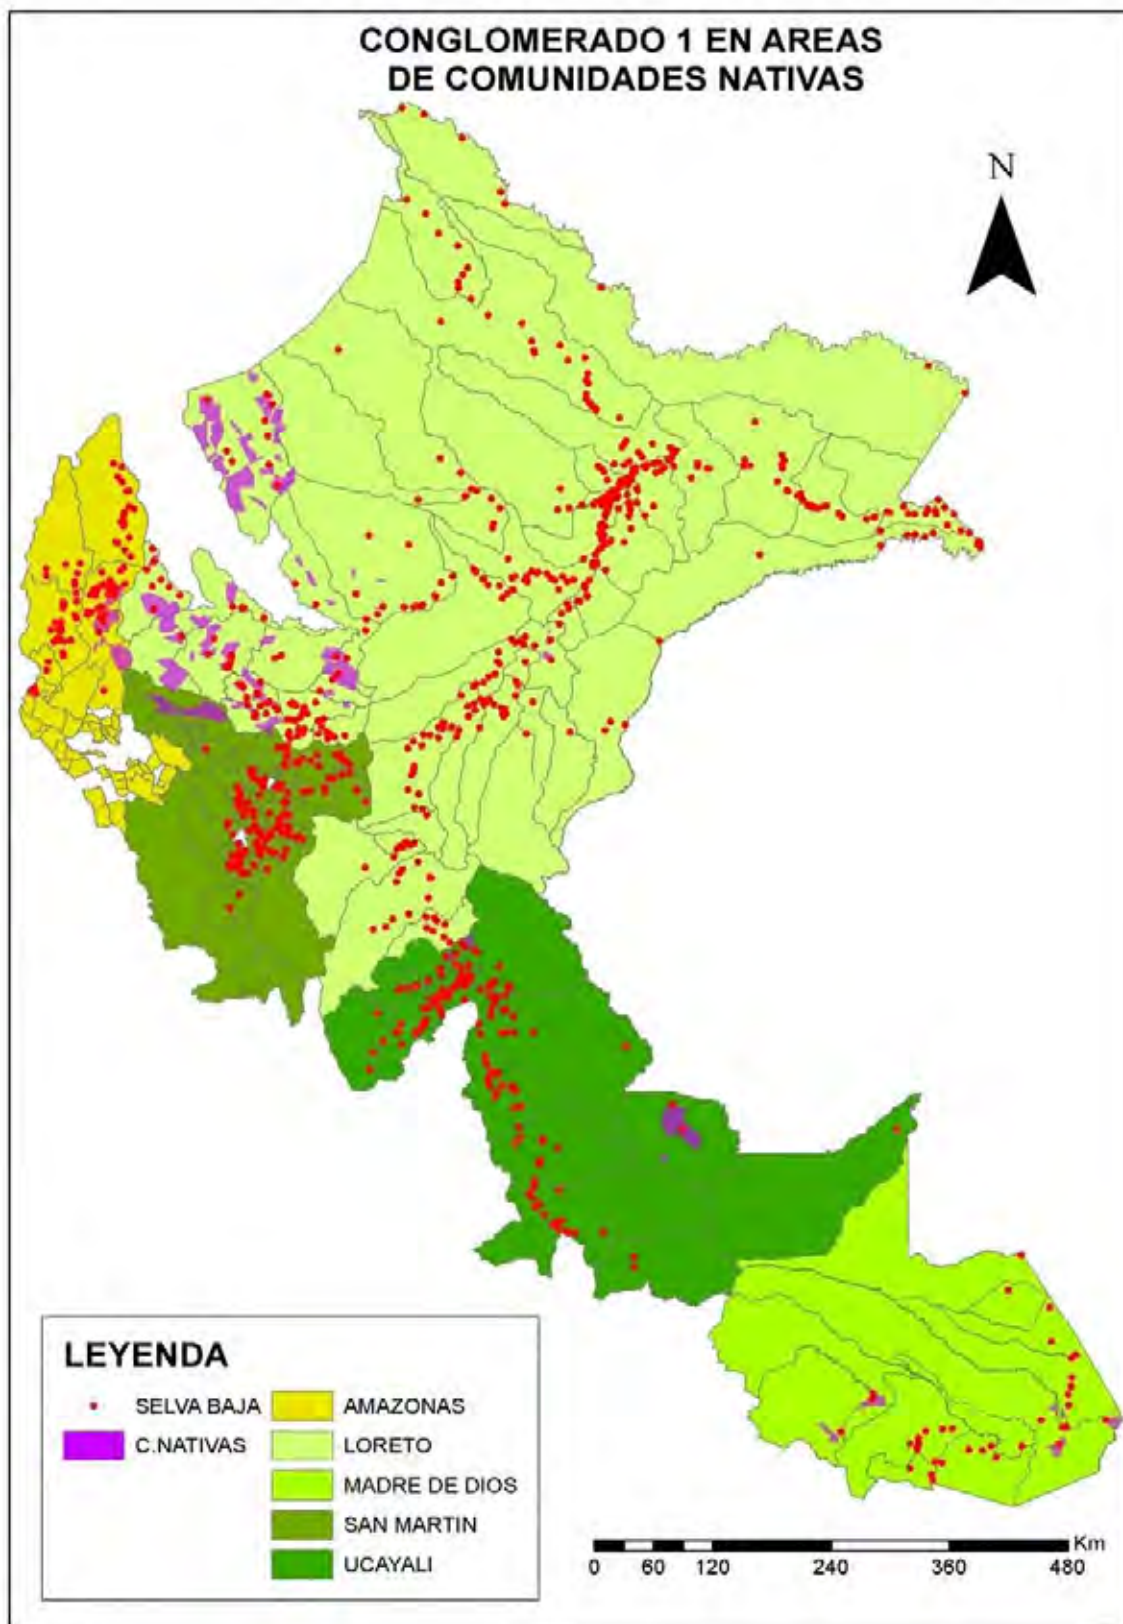 CONGLOMERADO 1 EN AREAS
DE COMUNIDADES NATIVAS
N
LEYENDA
SELVA BAJA
C.NATIVAS
AMAZONAS
LORETO
MADRE DE DIOS
SAN MARTIN
UCAYALI
Km
0 60 120 240 360 480